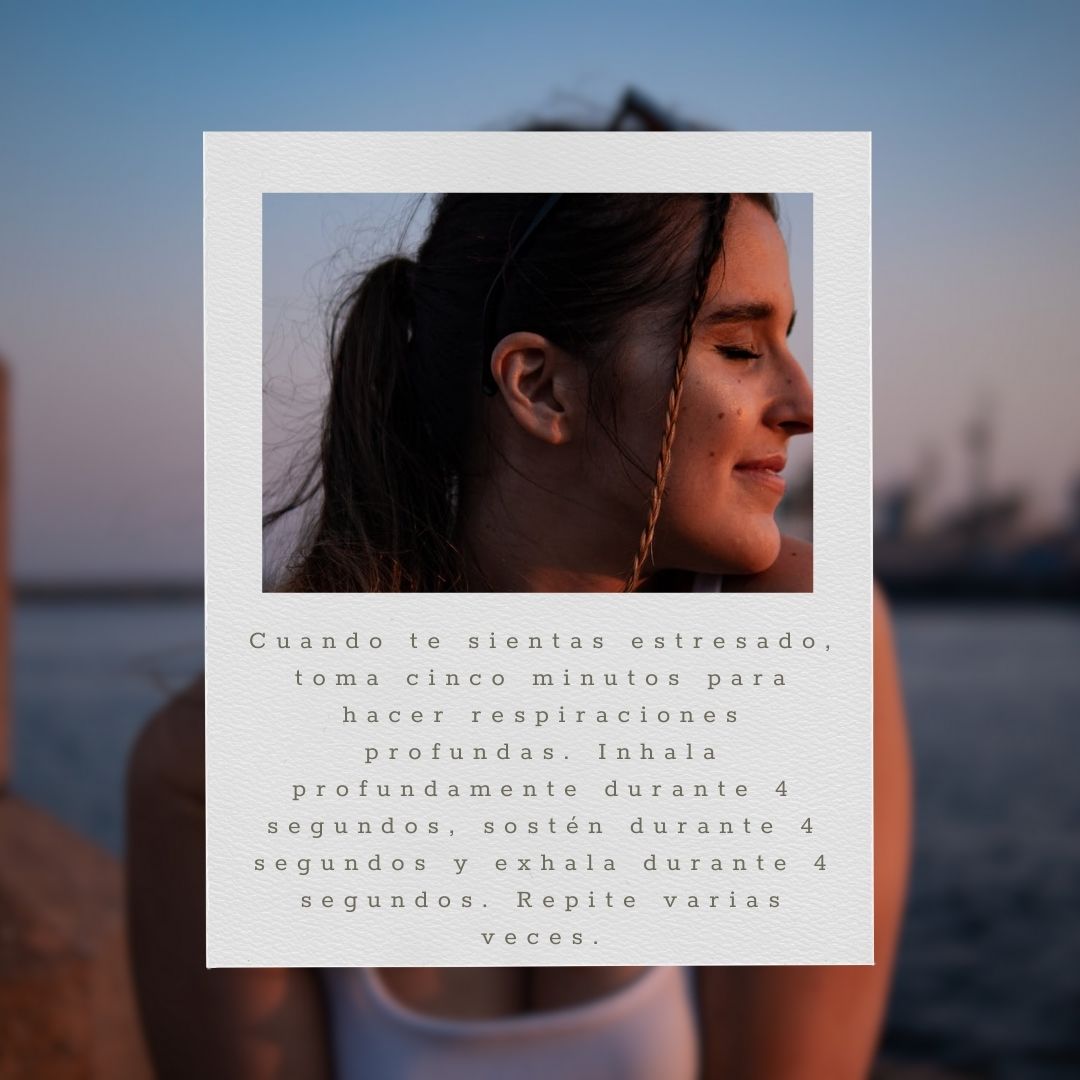 Cuando te sientas estresado,
toma cinco minutos para
hacer respiraciones
profundas. Inhala
profundamente durante 4
segundos, sostén durante 4
segundos y exhala durante 4
segundos. Repite varias
veces.